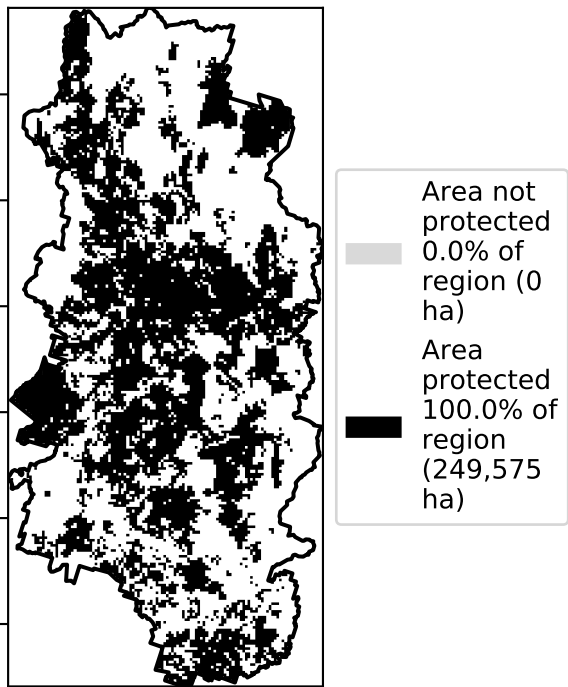 Area not
protected
0.0% of
region (0
ha)
Area
protected
100.0% of
region
(249,575
ha)